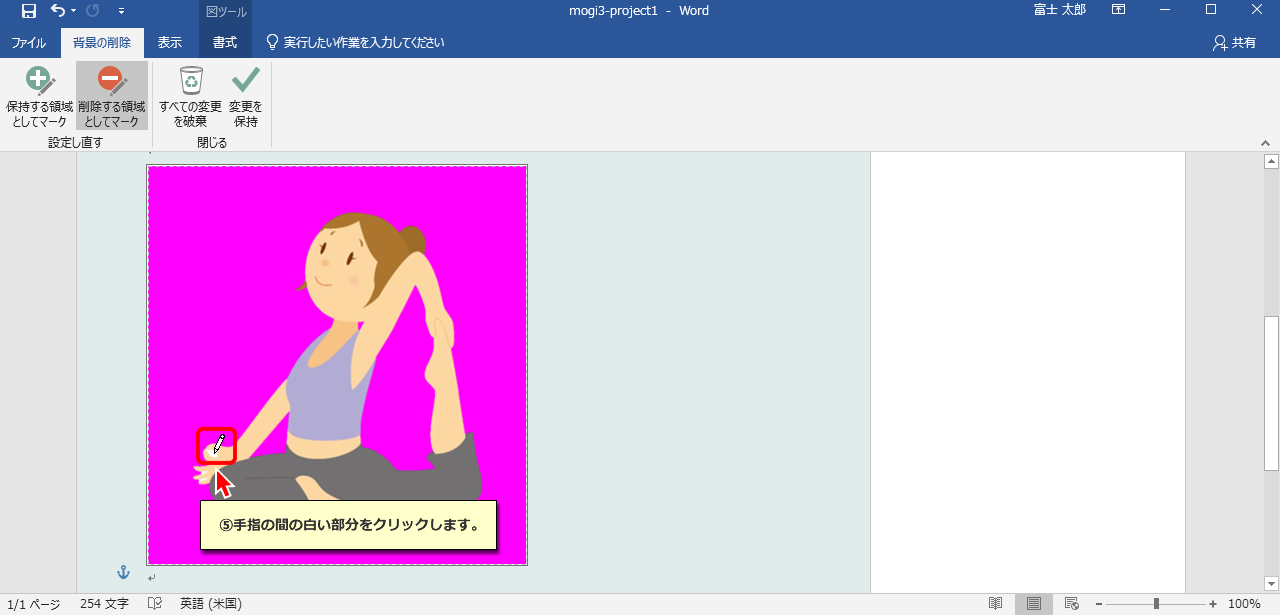 図ツール
mogi3-project1 - Word
富士 太郎
ファイル
背景の削除
表示
書式
実行したい作業を入力してください
共有
保持する領域
としてマーク
削除する領域
としてマーク
すべての変更
を破棄
変更を
保持
設定し直す
閉じる
⑤手指の間の白い部分をクリックします。
1/1 ページ
254 文字
英語 (米国)
100%